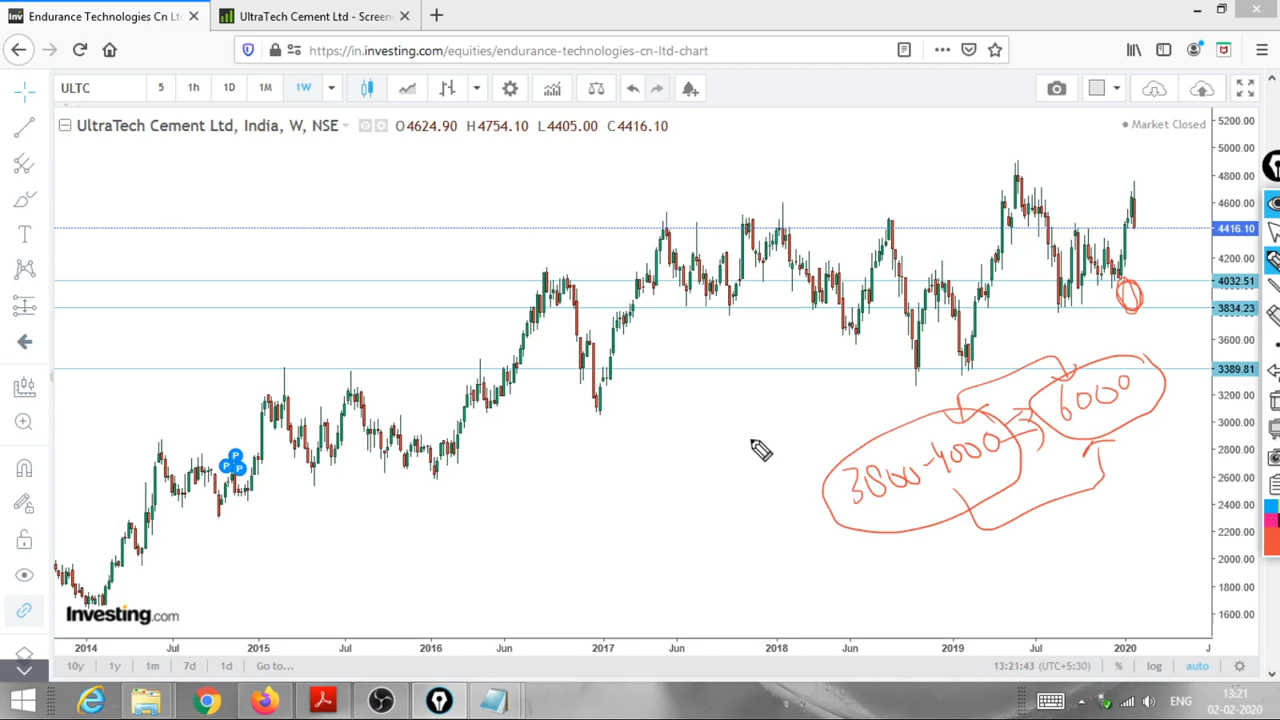 Endurance Technologies Cn Lt
UltraTech Cement Ltd - Screen
https://in.investing.com/equities/endurance-technologies-cn-ltd-chart
ULTC 5 1h 1D 1M 1W
UltraTech Cement Ltd, India, W, NSE O4624.90 H4754.10 L4405.00 C4416.10
Market Closed
5200.00
5000.00
4800.00
4600.00
4416.10
4200.00
4032.51
3834.23
3600.00
3389.81
3200.00
3000.00
2800.00
2600.00
2400.00
2200.00
2000.00
1800.00
1600.00
P
P P
6000
3800-4000
Investing.com
2014 Jul 2015 Jul 2016 Jun 2017 Jun 2018 Jun 2019 Jul 2020 J
10y 1y 1m 7d 1d Go to... 13:21:43 (UTC+5:30) % log auto
ENG
13:21
02-02-2020